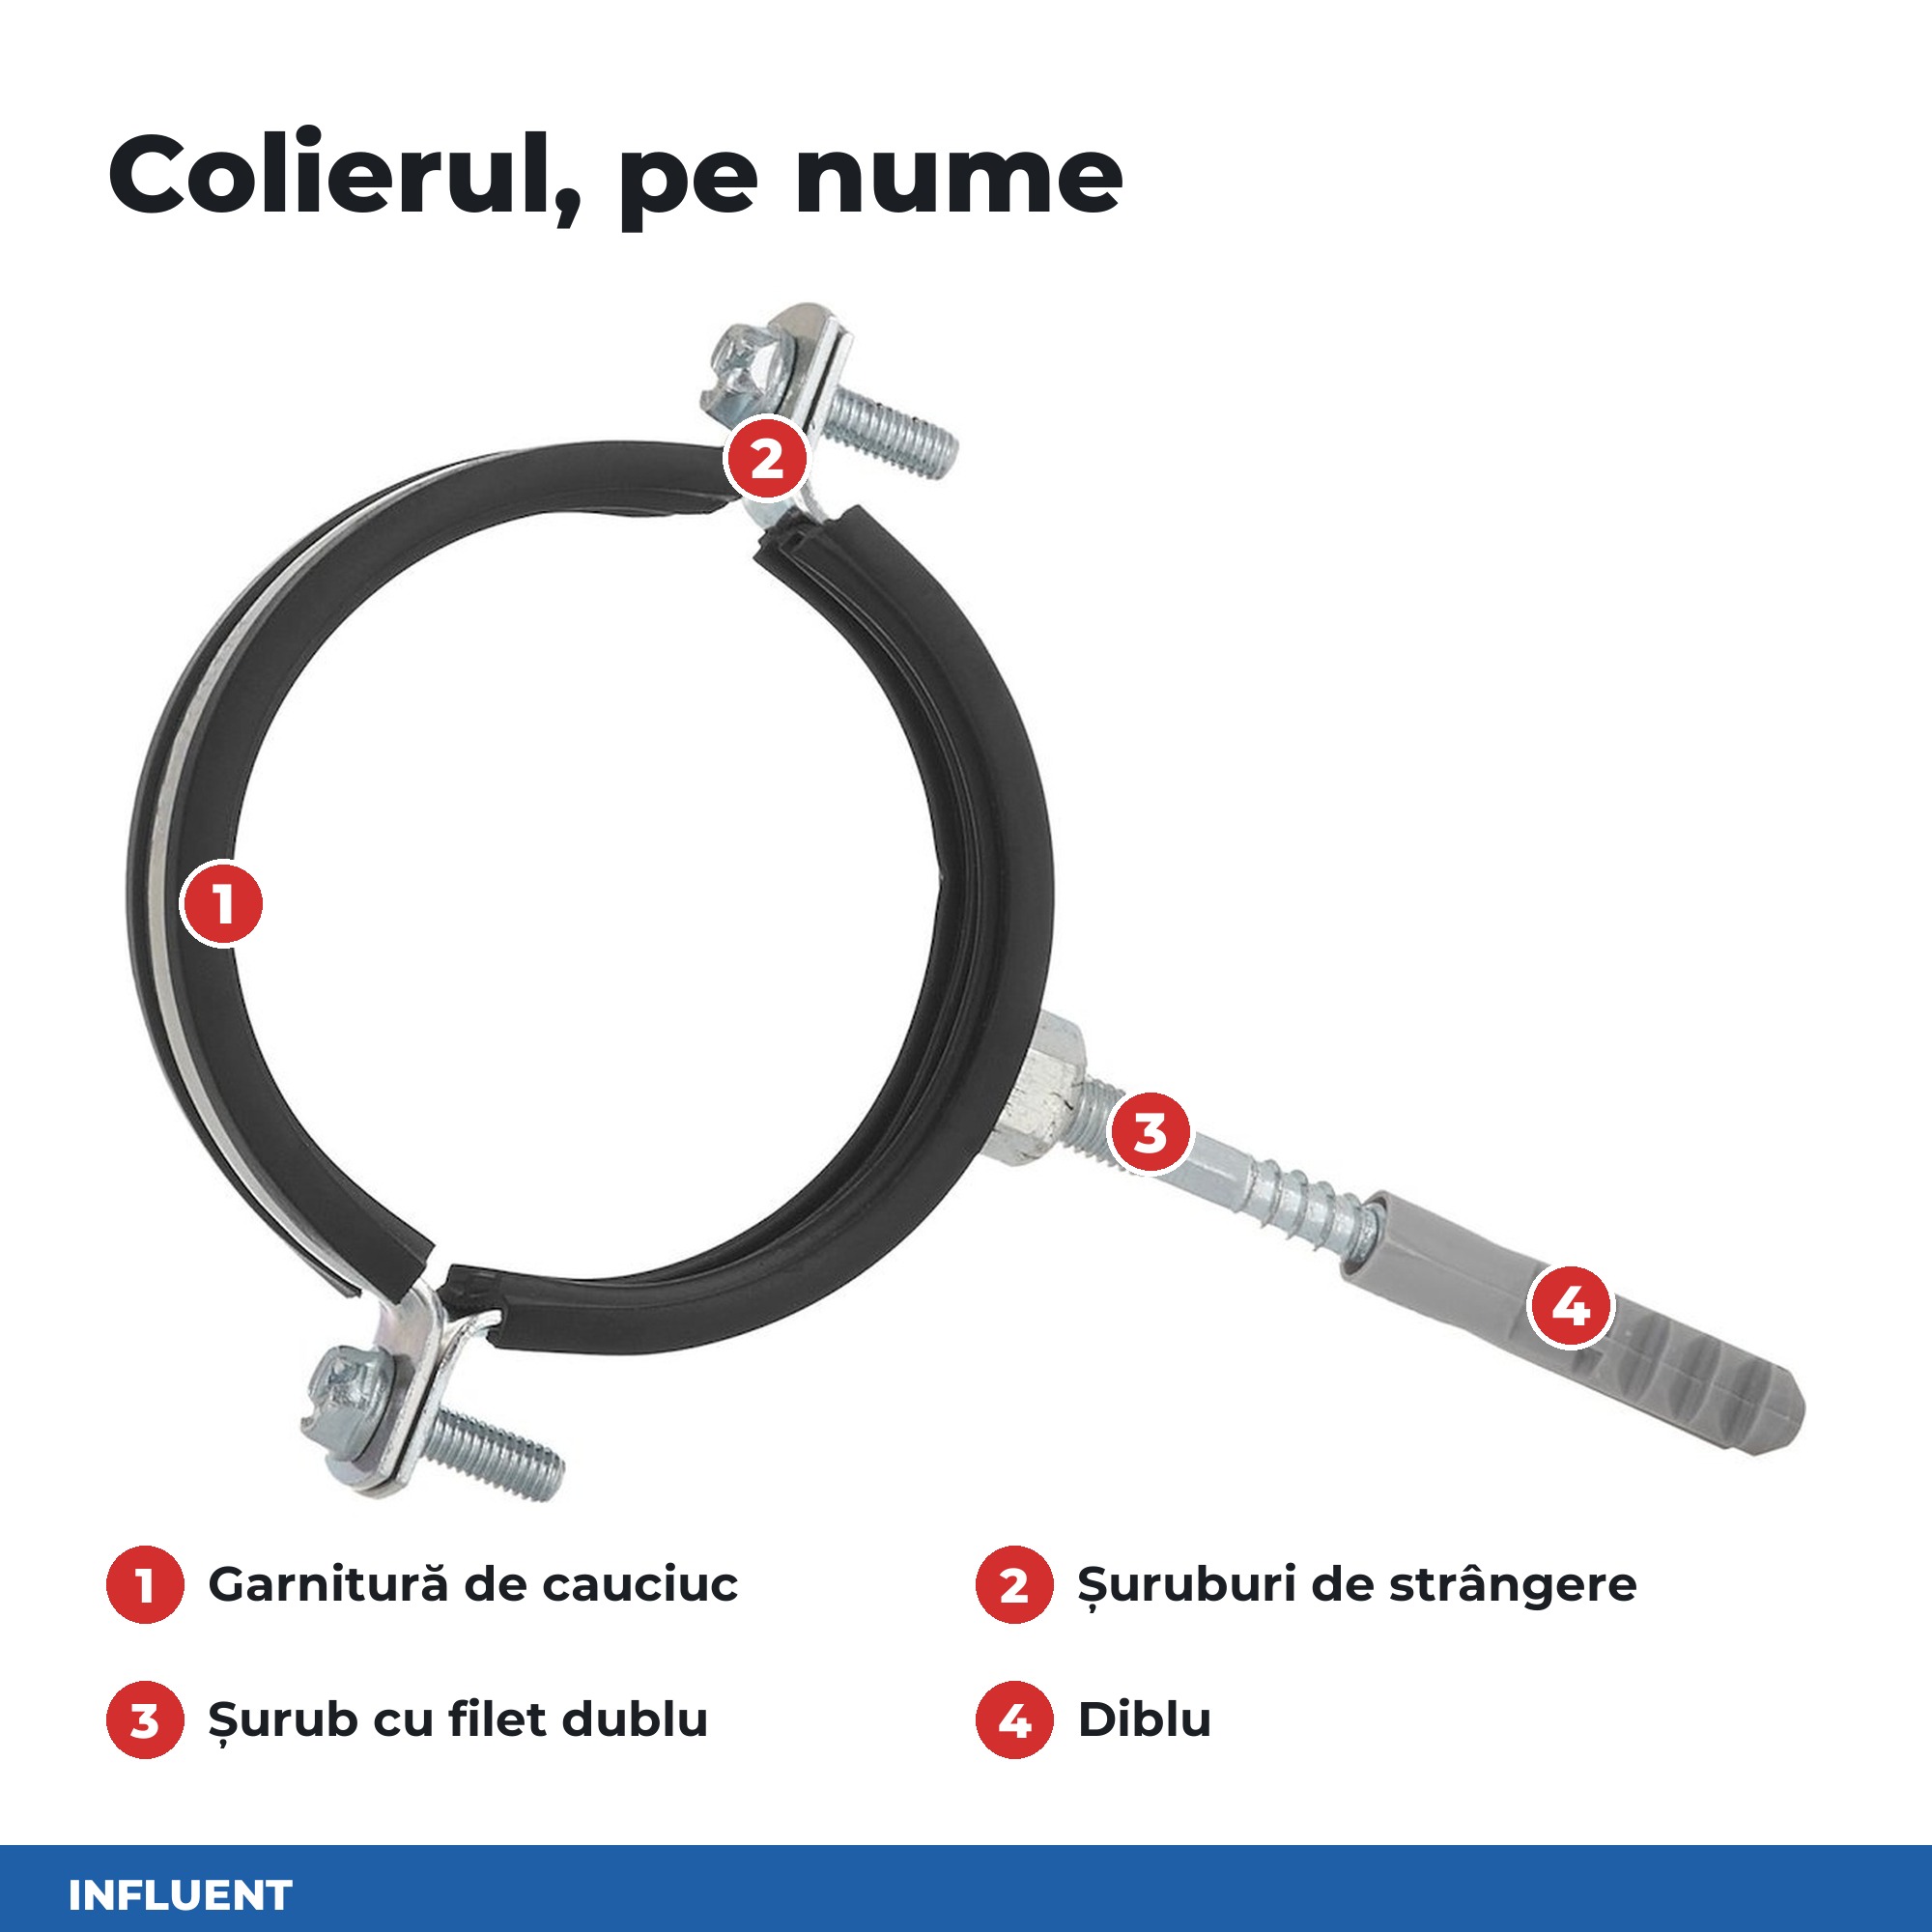 Colierul, pe nume
2
1
3
4
1 Garnitură de cauciuc
2 Șuruburi de strângere
3 Șurub cu filet dublu
4 Diblu
INFLUENT